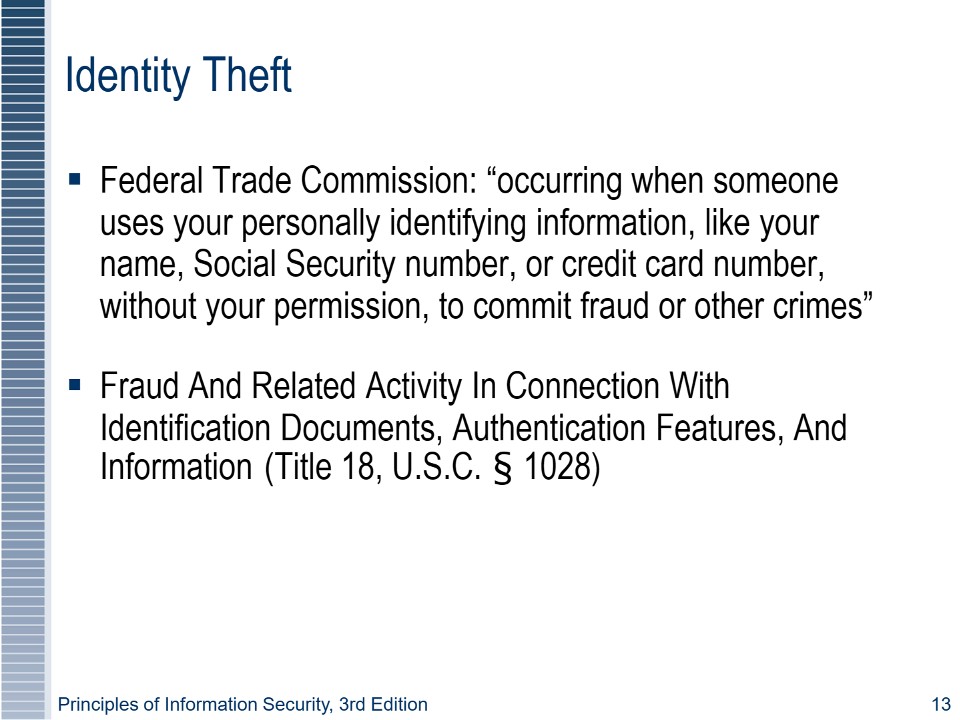 Identity Theft
▪ Federal Trade Commission: “occurring when someone
uses your personally identifying information, like your
name, Social Security number, or credit card number,
without your permission, to commit fraud or other crimes”
▪ Fraud And Related Activity In Connection With
Identification Documents, Authentication Features, And
Information (Title 18, U.S.C. § 1028)
Principles of Information Security, 3rd Edition
13